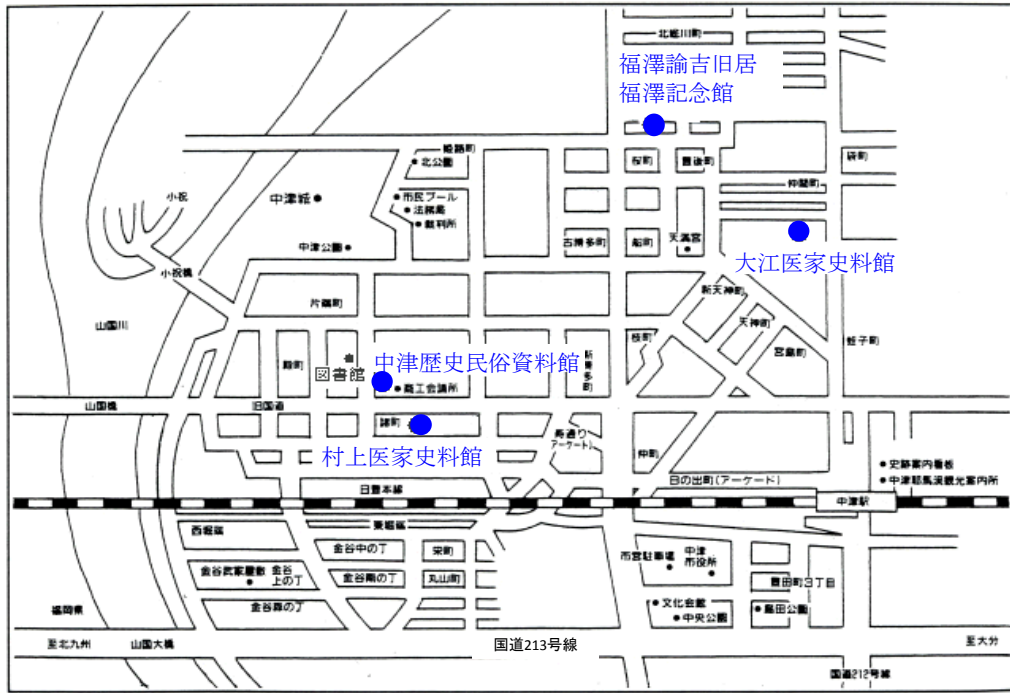 北堀川町
福澤諭吉旧居
福澤記念館
姫路町
北公園
桜町
豊後町
袋町
小祝
中津城
市民プール
法務局
裁判所
仲間町
中津公園
古博多町
船町
天満宮
大江医家史料館
小祝橋
片端町
新天神町
山国川
天神町
枝町
宮島町
蛭子町
殿町
図書館
中津歴史民俗資料館
新博多町
商工会議所
山国橋
旧国道
諸町
村上医家史料館
寿通り
(アーケード)
仲町
史跡案内看板
日豊本線
日の出町(アーケード)
中津耶馬渓観光案内所
中津駅
西堀端
東堀端
金谷中の丁
栄町
市営駐車場
中津
市役所
金谷武家屋敷
金谷
上の丁
金谷南の丁
丸山町
豊田町3丁目
福岡県
金谷森の丁
文化会館
中央公園
島田公園
至北九州
山国大橋
国道213号線
至大分
国道212号線